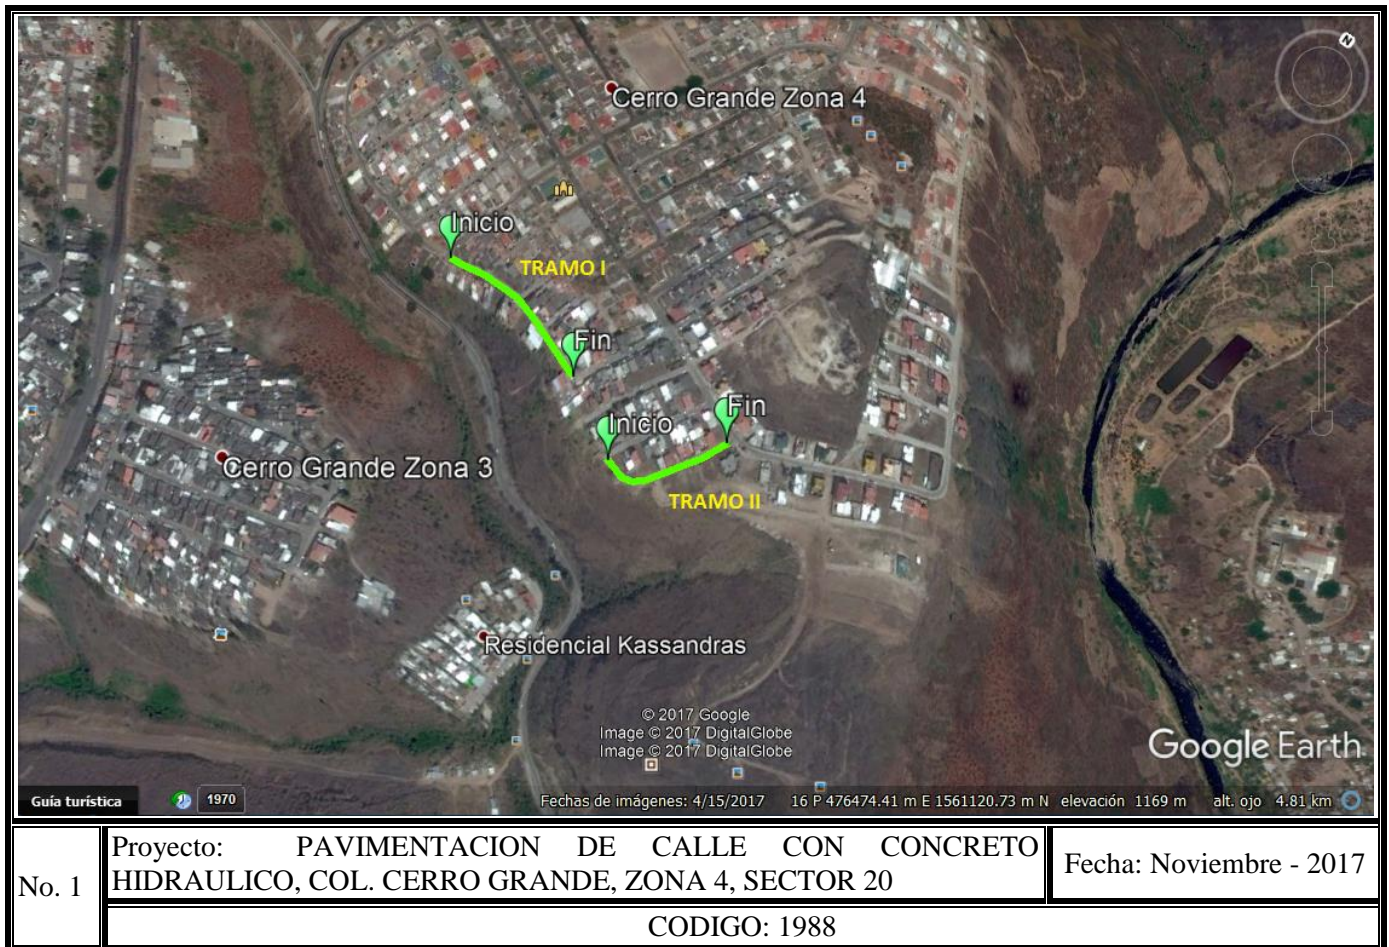 N
Cerro Grande Zona 4
Inicio
TRAMO I
Fin
Fin
Inicio
Cerro Grande Zona 3
TRAMO II
Residencial Kassandras
© 2017 Google
Image © 2017 DigitalGlobe
Image © 2017 DigitalGlobe
Google Earth
Guía turística
1970
Fechas de imágenes: 4/15/2017 16 P 476474.41 m E 1561120.73 m N elevación 1169 m alt. ojo 4.81 km
No. 1
Proyecto: PAVIMENTACION DE CALLE CON CONCRETO
HIDRAULICO, COL. CERRO GRANDE, ZONA 4, SECTOR 20
Fecha: Noviembre - 2017
CODIGO: 1988